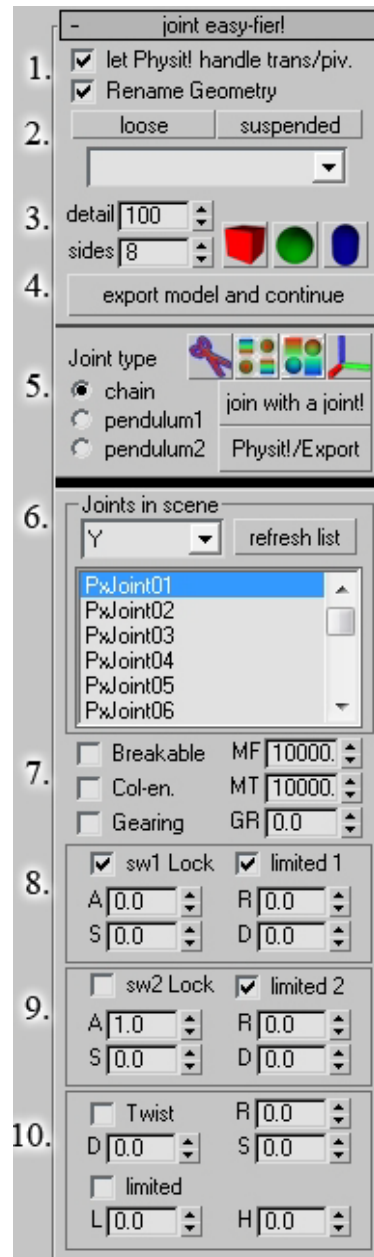 - joint easy-fier!
1. let Physit! handle trans/piv.
Rename Geometry
2. loose suspended
3. detail 100
sides 8
4. export model and continue
Joint type
5. chain join with a joint!
pendulum1
pendulum2 Physit!/Export
6. Joints in scene
Y refresh list
PxJoint01
PxJoint02
PxJoint03
PxJoint04
PxJoint05
PxJoint06
7. Breakable MF 10000.
Col-en. MT 10000.
Gearing GR 0.0
8. sw1 Lock limited 1
A 0.0 R 0.0
S 0.0 D 0.0
9. sw2 Lock limited 2
A 1.0 R 0.0
S 0.0 D 0.0
10. Twist R 0.0
D 0.0 S 0.0
limited
L 0.0 H 0.0